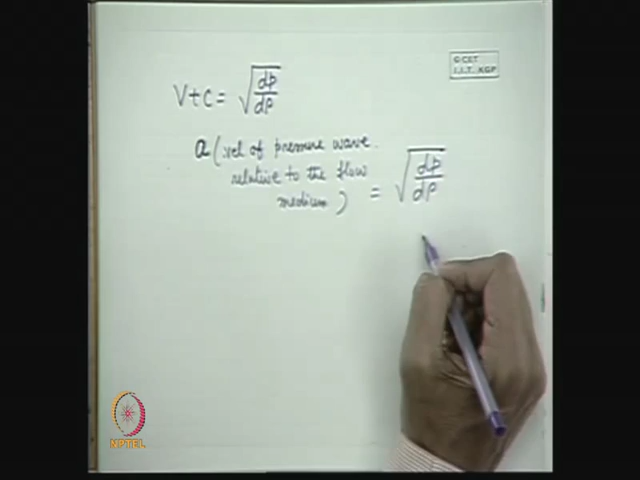 V+C = √(dp/dρ)
a (vel of pressure wave.
relative to the flow
medium) = √(dp/dρ)
© CET
I.I.T. KGP
NPTEL